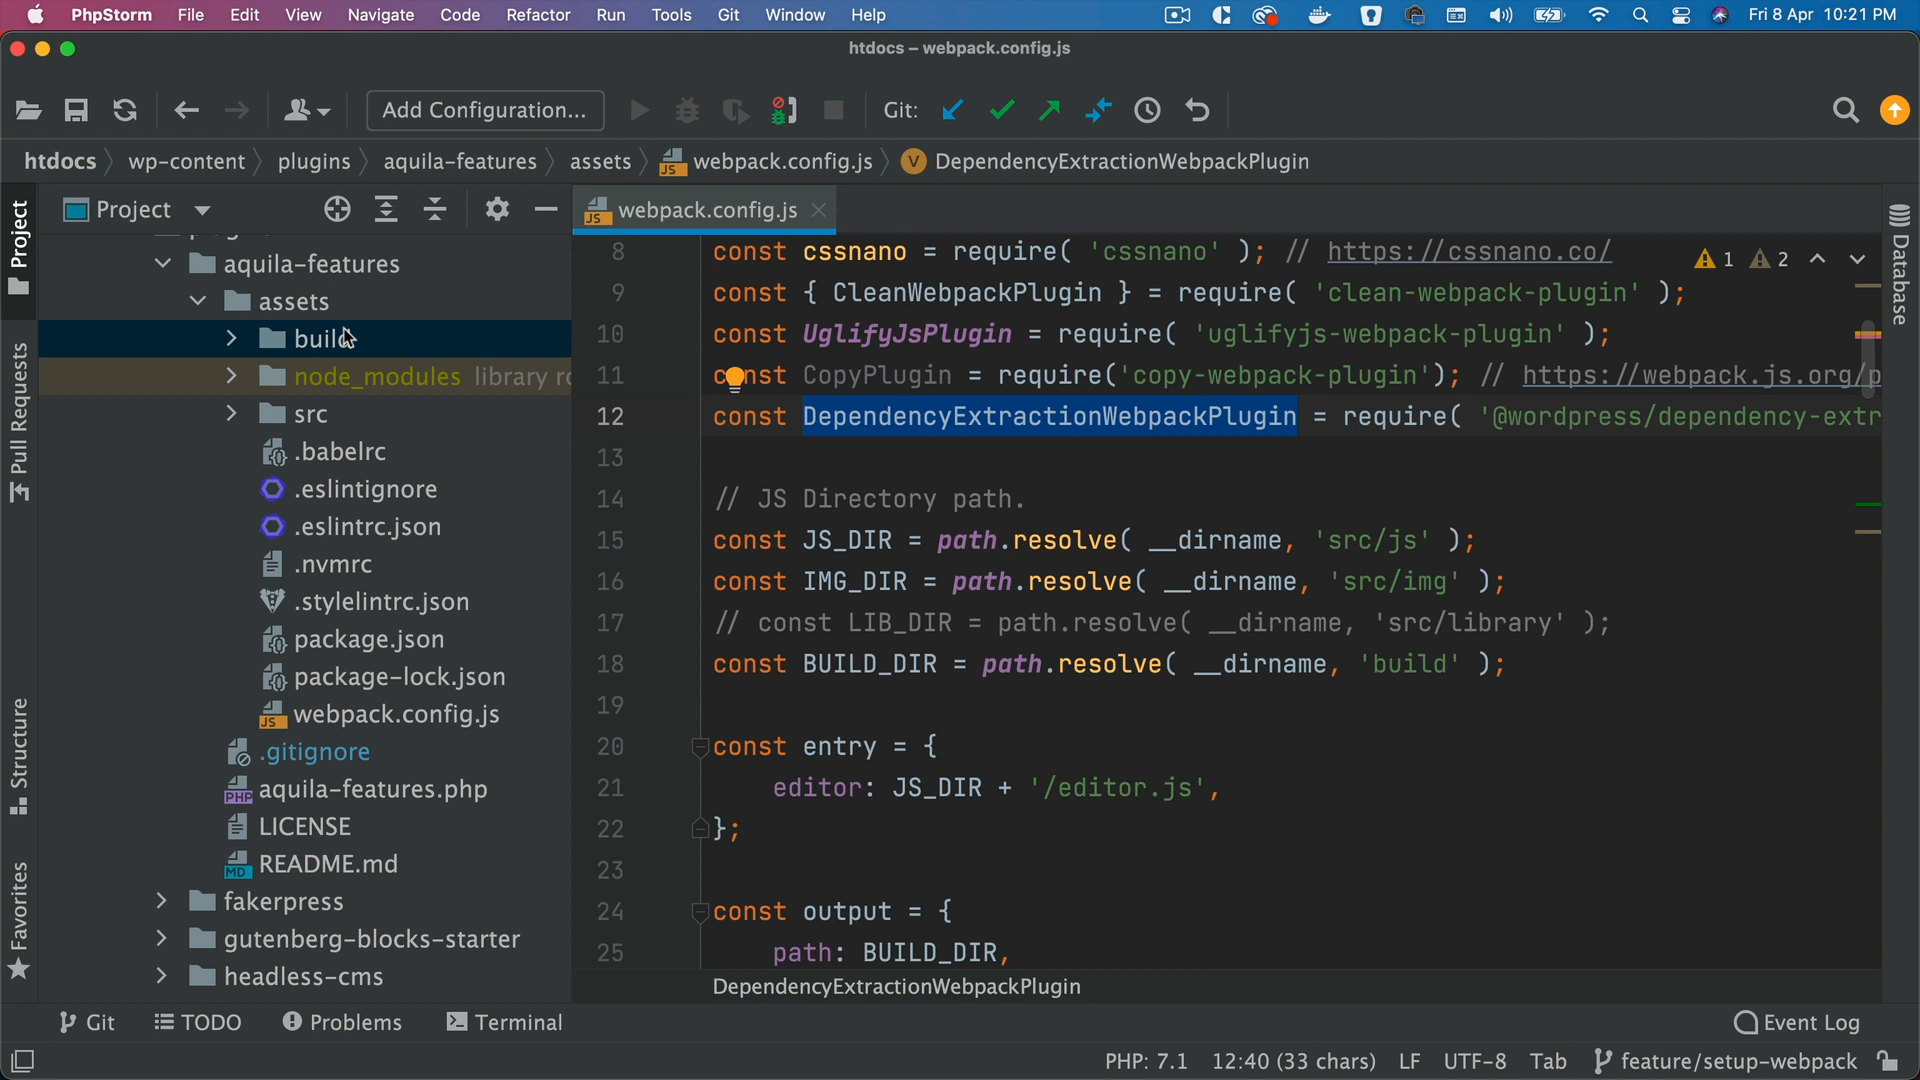 PhpStorm File Edit View Navigate Code Refactor Run Tools Git Window Help Fri 8 Apr 10:21 PM
htdocs – webpack.config.js
Add Configuration... Git:
htdocs wp-content plugins aquila-features assets webpack.config.js DependencyExtractionWebpackPlugin
Project
Project
webpack.config.js
Pull Requests
Structure
Favorites
Database
aquila-features
assets
build
node_modules library
src
.babelrc
.eslintignore
.eslintrc.json
.nvmrc
.stylelintrc.json
package.json
package-lock.json
webpack.config.js
.gitignore
aquila-features.php
LICENSE
README.md
fakerpress
gutenberg-blocks-starter
headless-cms
1 2
8 const cssnano = require( 'cssnano' ); // https://cssnano.co/
9 const { CleanWebpackPlugin } = require( 'clean-webpack-plugin' );
10 const UglifyJsPlugin = require( 'uglifyjs-webpack-plugin' );
11 const CopyPlugin = require('copy-webpack-plugin'); // https://webpack.js.org/p
12 const DependencyExtractionWebpackPlugin = require( '@wordpress/dependency-extr
13
14 // JS Directory path.
15 const JS_DIR = path.resolve( __dirname, 'src/js' );
16 const IMG_DIR = path.resolve( __dirname, 'src/img' );
17 // const LIB_DIR = path.resolve( __dirname, 'src/library' );
18 const BUILD_DIR = path.resolve( __dirname, 'build' );
19
20 const entry = {
21 editor: JS_DIR + '/editor.js',
22 };
23
24 const output = {
25 path: BUILD_DIR,
DependencyExtractionWebpackPlugin
Git TODO Problems Terminal Event Log
PHP: 7.1 12:40 (33 chars) LF UTF-8 Tab feature/setup-webpack